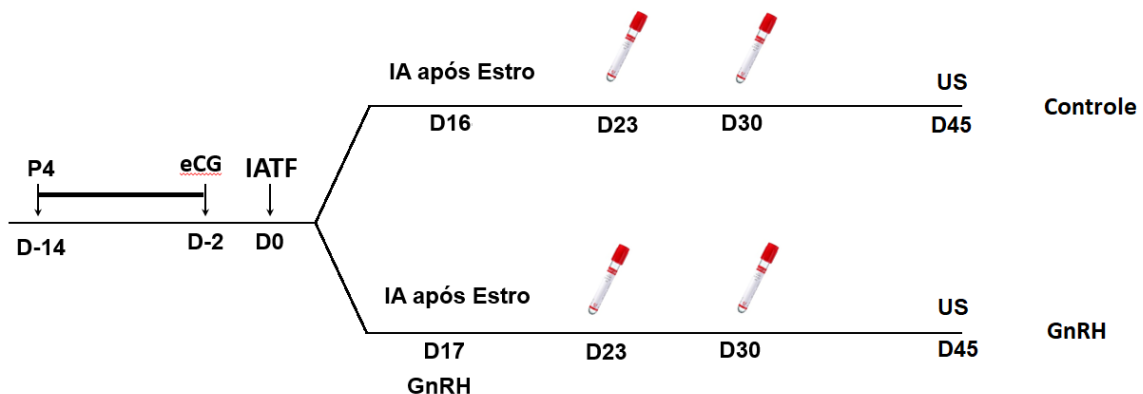 IA após Estro
US
D16
D23
D30
D45
Controle
P4
eCG
IATF
D-14
D-2
D0
IA após Estro
US
D17
D23
D30
D45
GnRH
GnRH